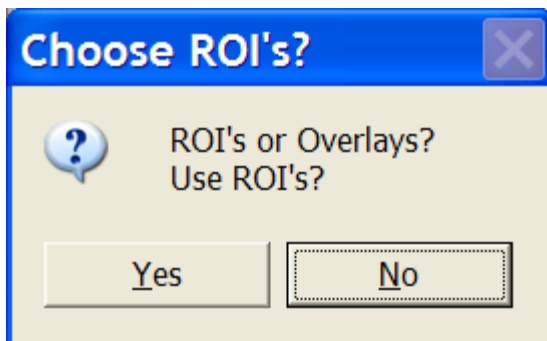 Choose ROI's?
ROI's or Overlays?
Use ROI's?
Yes
No